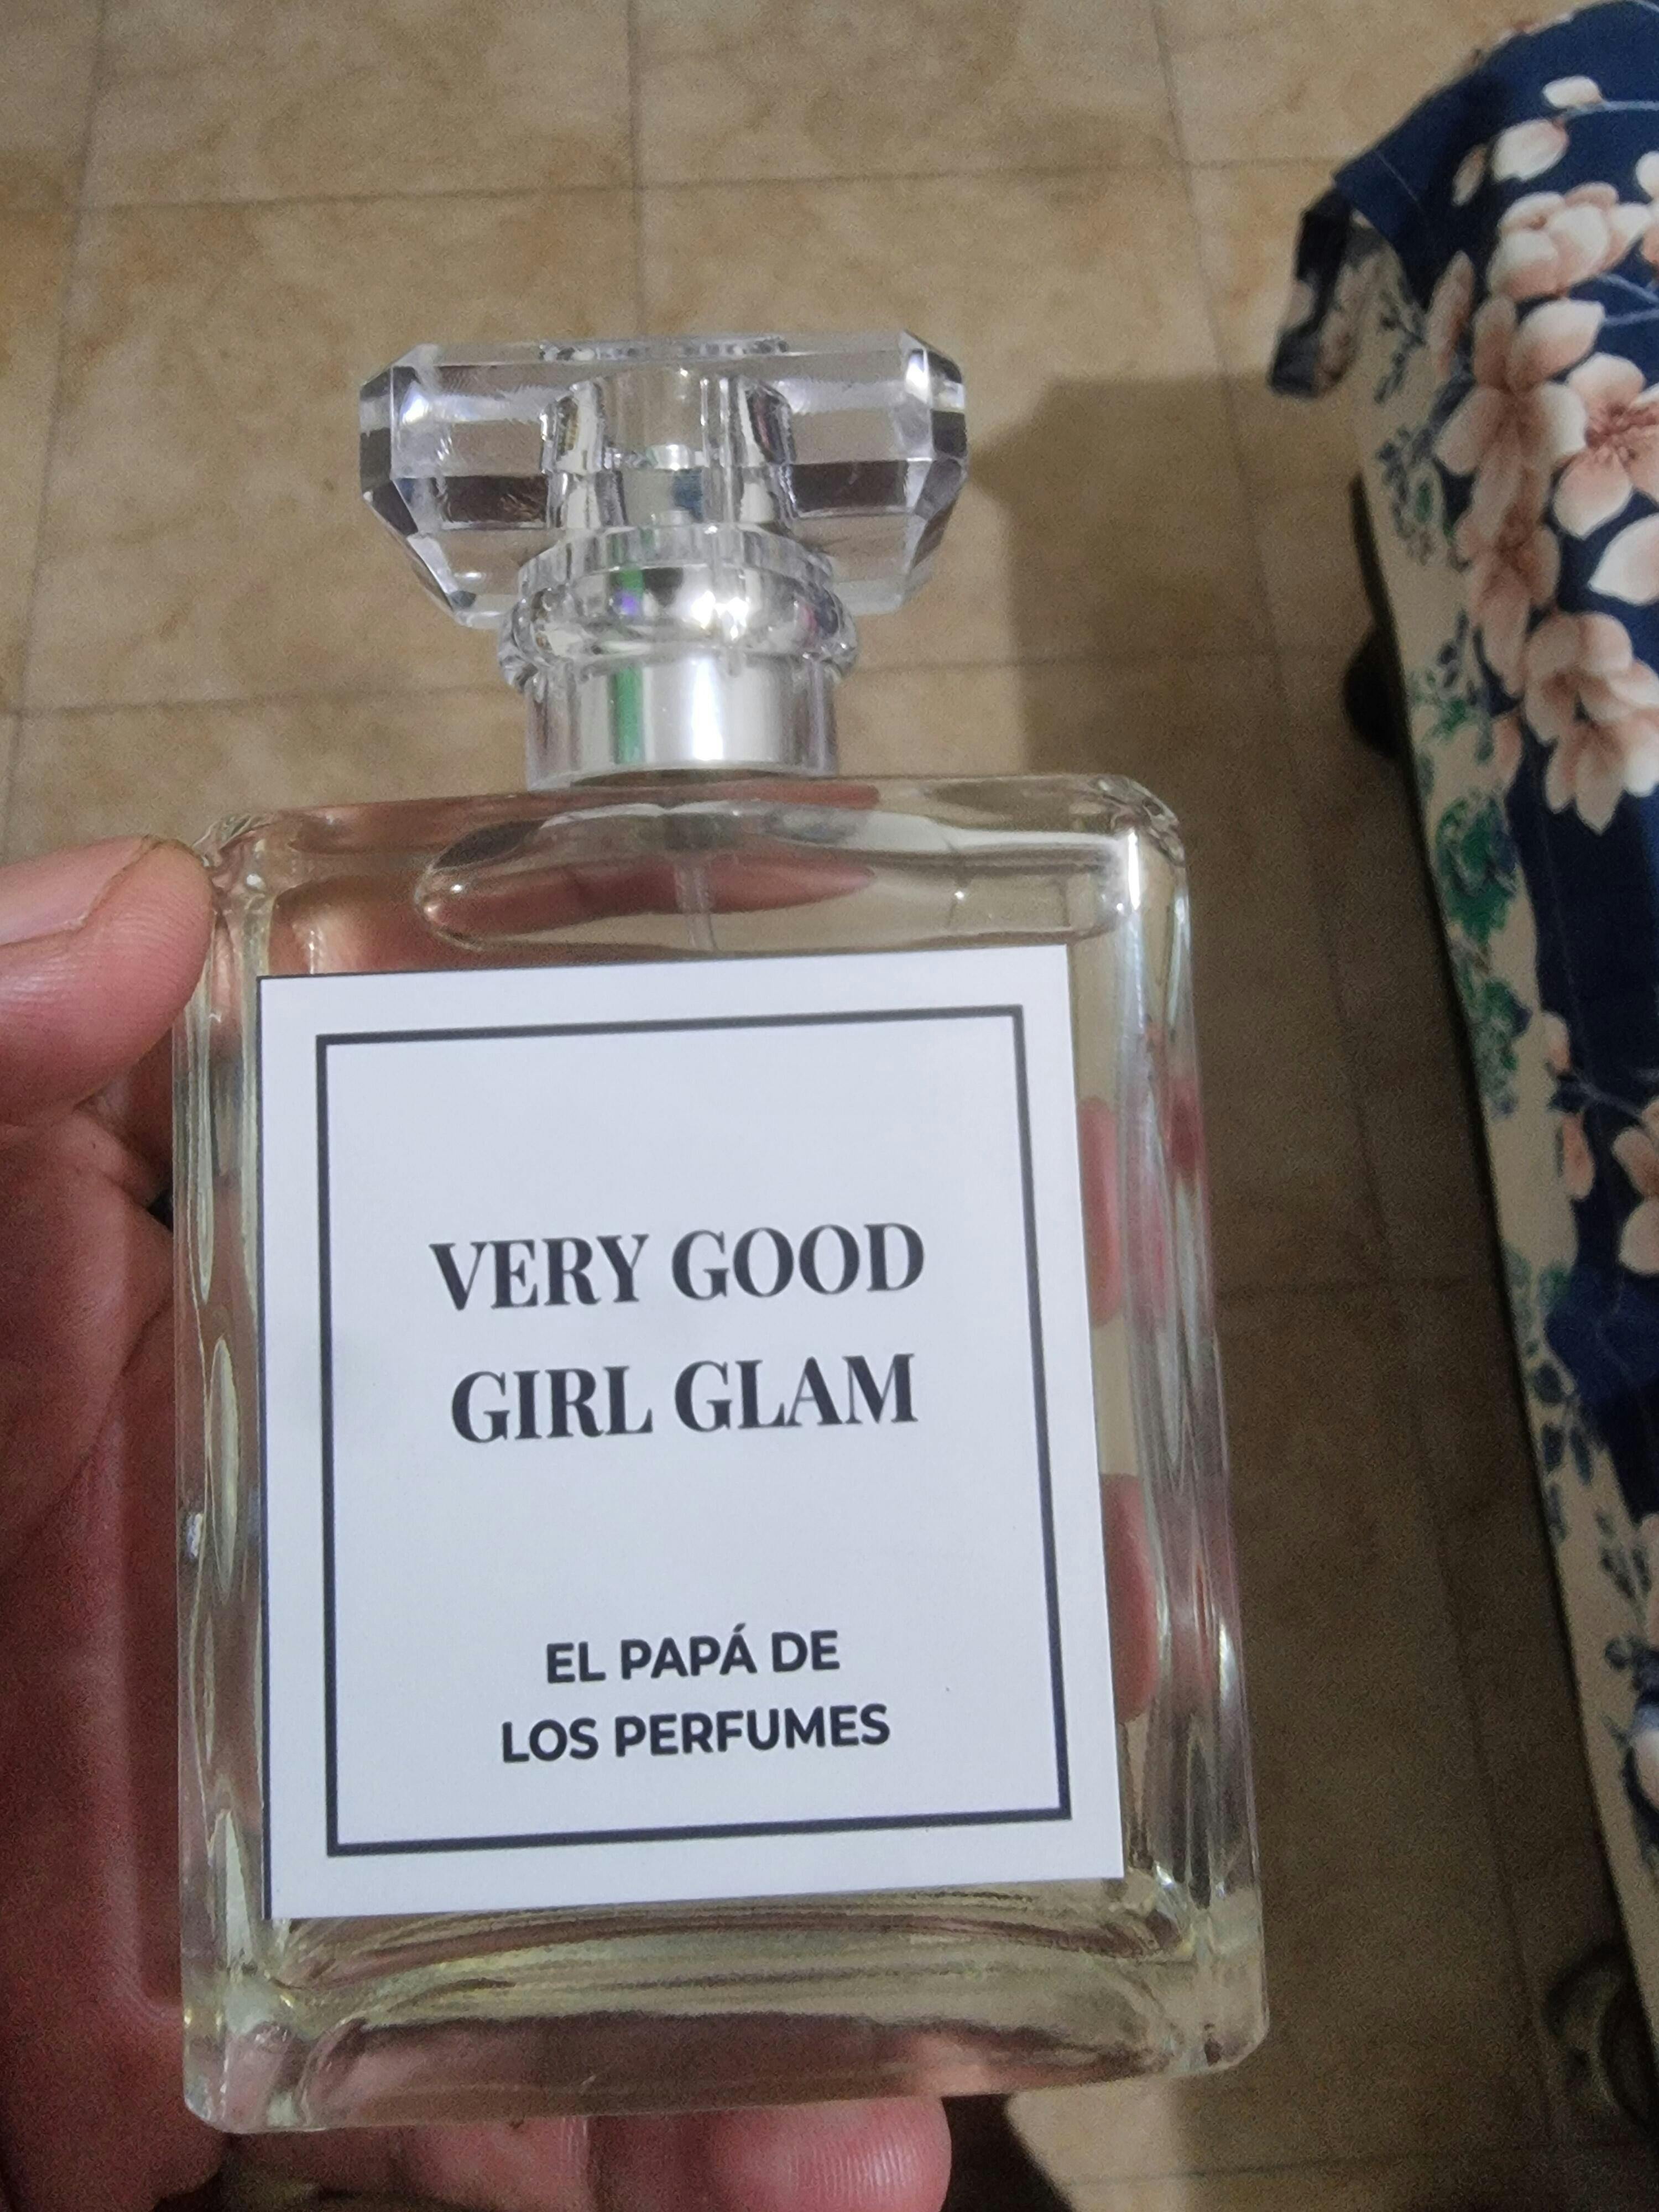 VERY GOOD
GIRL GLAM
EL PAPÁ DE
LOS PERFUMES